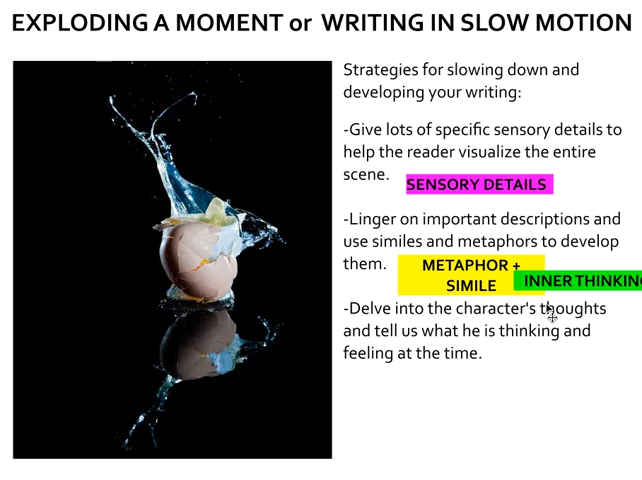 EXPLODING A MOMENT or WRITING IN SLOW MOTION
Strategies for slowing down and
developing your writing:
-Give lots of specific sensory details to
help the reader visualize the entire
scene.
SENSORY DETAILS
-Linger on important descriptions and
use similes and metaphors to develop
them.
METAPHOR +
SIMILE
INNER THINKING
-Delve into the character's thoughts
and tell us what he is thinking and
feeling at the time.